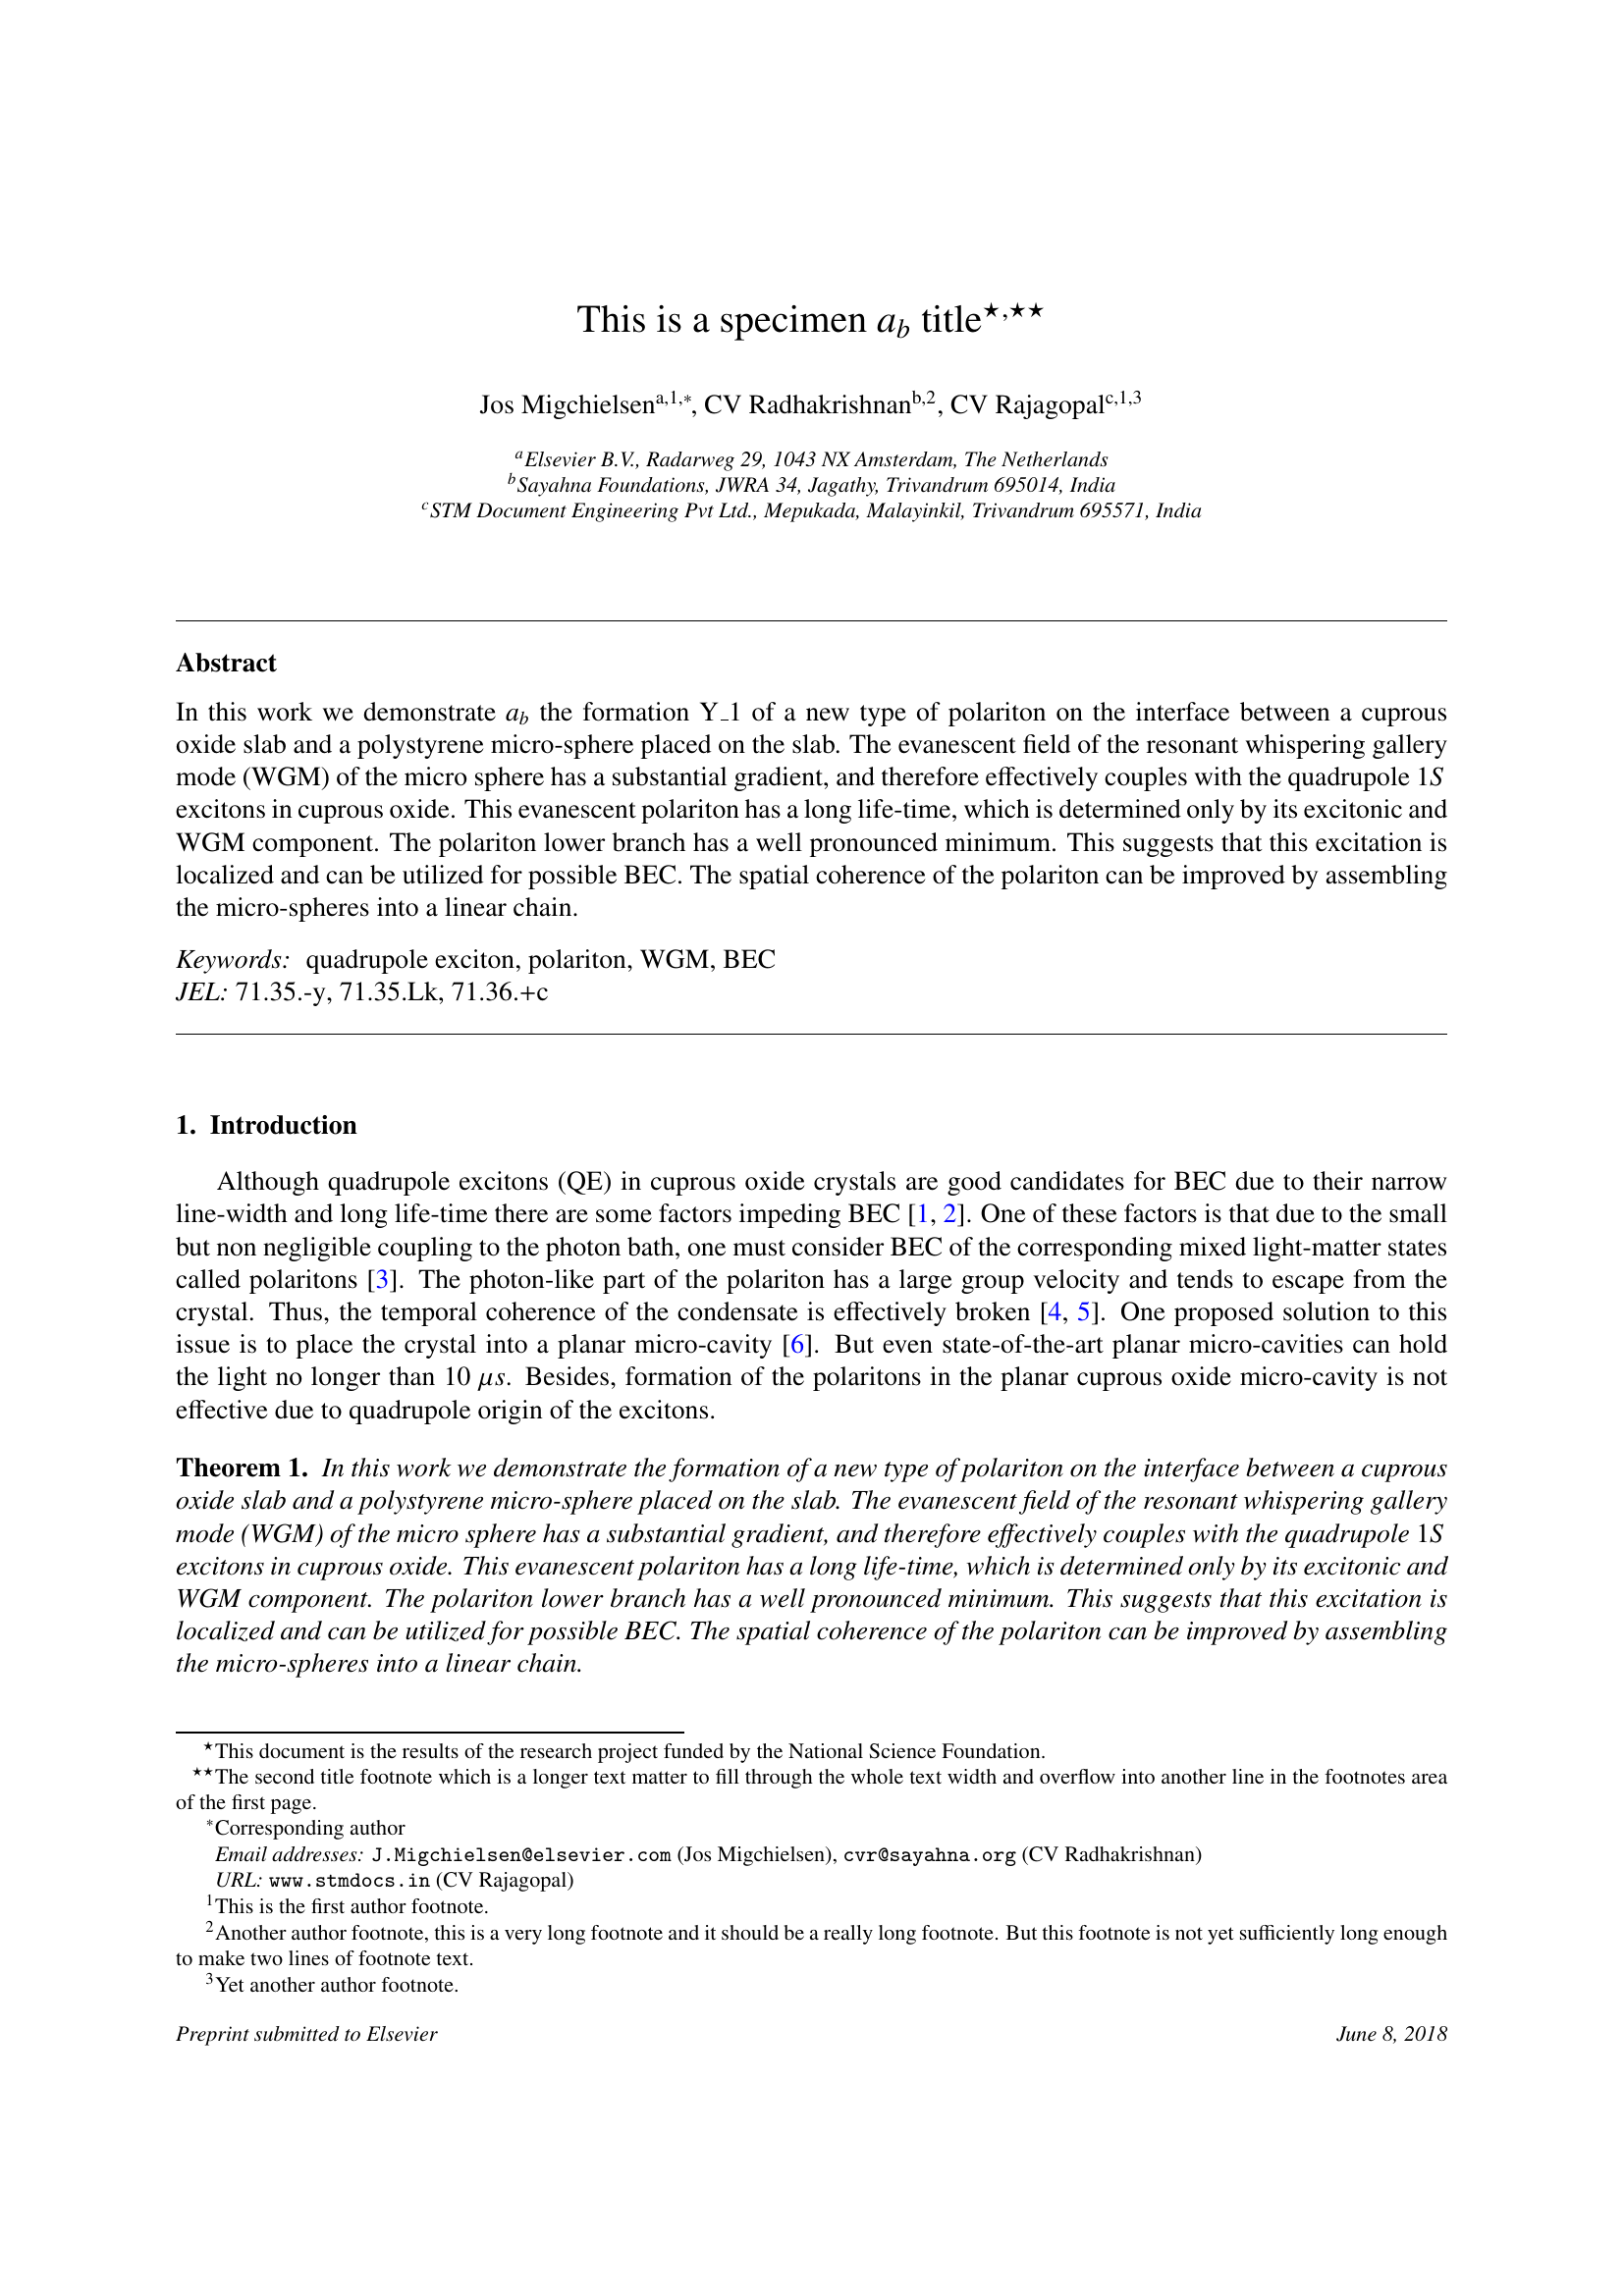 This is a specimen a_b title⋆,⋆⋆
Jos Migchielsen^a,1,∗, CV Radhakrishnan^b,2, CV Rajagopal^c,1,3
^a Elsevier B.V., Radarweg 29, 1043 NX Amsterdam, The Netherlands
^b Sayahna Foundations, JWRA 34, Jagathy, Trivandrum 695014, India
^c STM Document Engineering Pvt Ltd., Mepukada, Malayinkil, Trivandrum 695571, India
Abstract
In this work we demonstrate a_b the formation Y_1 of a new type of polariton on the interface between a cuprous
oxide slab and a polystyrene micro-sphere placed on the slab. The evanescent field of the resonant whispering gallery
mode (WGM) of the micro sphere has a substantial gradient, and therefore effectively couples with the quadrupole 1S
excitons in cuprous oxide. This evanescent polariton has a long life-time, which is determined only by its excitonic and
WGM component. The polariton lower branch has a well pronounced minimum. This suggests that this excitation is
localized and can be utilized for possible BEC. The spatial coherence of the polariton can be improved by assembling
the micro-spheres into a linear chain.
Keywords: quadrupole exciton, polariton, WGM, BEC
JEL: 71.35.-y, 71.35.Lk, 71.36.+c
1. Introduction
Although quadrupole excitons (QE) in cuprous oxide crystals are good candidates for BEC due to their narrow
line-width and long life-time there are some factors impeding BEC [1, 2]. One of these factors is that due to the small
but non negligible coupling to the photon bath, one must consider BEC of the corresponding mixed light-matter states
called polaritons [3]. The photon-like part of the polariton has a large group velocity and tends to escape from the
crystal. Thus, the temporal coherence of the condensate is effectively broken [4, 5]. One proposed solution to this
issue is to place the crystal into a planar micro-cavity [6]. But even state-of-the-art planar micro-cavities can hold
the light no longer than 10 μs. Besides, formation of the polaritons in the planar cuprous oxide micro-cavity is not
effective due to quadrupole origin of the excitons.
Theorem 1. In this work we demonstrate the formation of a new type of polariton on the interface between a cuprous
oxide slab and a polystyrene micro-sphere placed on the slab. The evanescent field of the resonant whispering gallery
mode (WGM) of the micro sphere has a substantial gradient, and therefore effectively couples with the quadrupole 1S
excitons in cuprous oxide. This evanescent polariton has a long life-time, which is determined only by its excitonic and
WGM component. The polariton lower branch has a well pronounced minimum. This suggests that this excitation is
localized and can be utilized for possible BEC. The spatial coherence of the polariton can be improved by assembling
the micro-spheres into a linear chain.
⋆This document is the results of the research project funded by the National Science Foundation.
⋆⋆The second title footnote which is a longer text matter to fill through the whole text width and overflow into another line in the footnotes area
of the first page.
∗Corresponding author
Email addresses: J.Migchielsen@elsevier.com (Jos Migchielsen), cvr@sayahna.org (CV Radhakrishnan)
URL: www.stmdocs.in (CV Rajagopal)
1This is the first author footnote.
2Another author footnote, this is a very long footnote and it should be a really long footnote. But this footnote is not yet sufficiently long enough
to make two lines of footnote text.
3Yet another author footnote.
Preprint submitted to Elsevier June 8, 2018